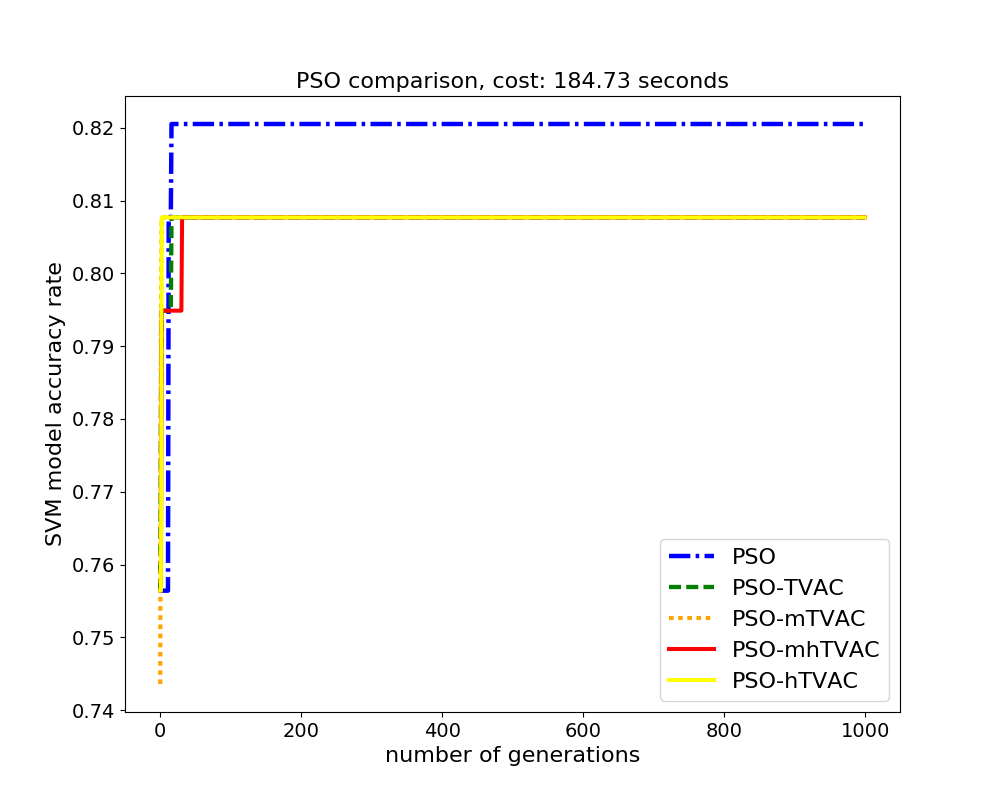 PSO comparison, cost: 184.73 seconds
SVM model accuracy rate
0.82
0.81
0.80
0.79
0.78
0.77
0.76
0.75
0.74
0 200 400 600 800 1000
number of generations
PSO
PSO-TVAC
PSO-mTVAC
PSO-mhTVAC
PSO-hTVAC